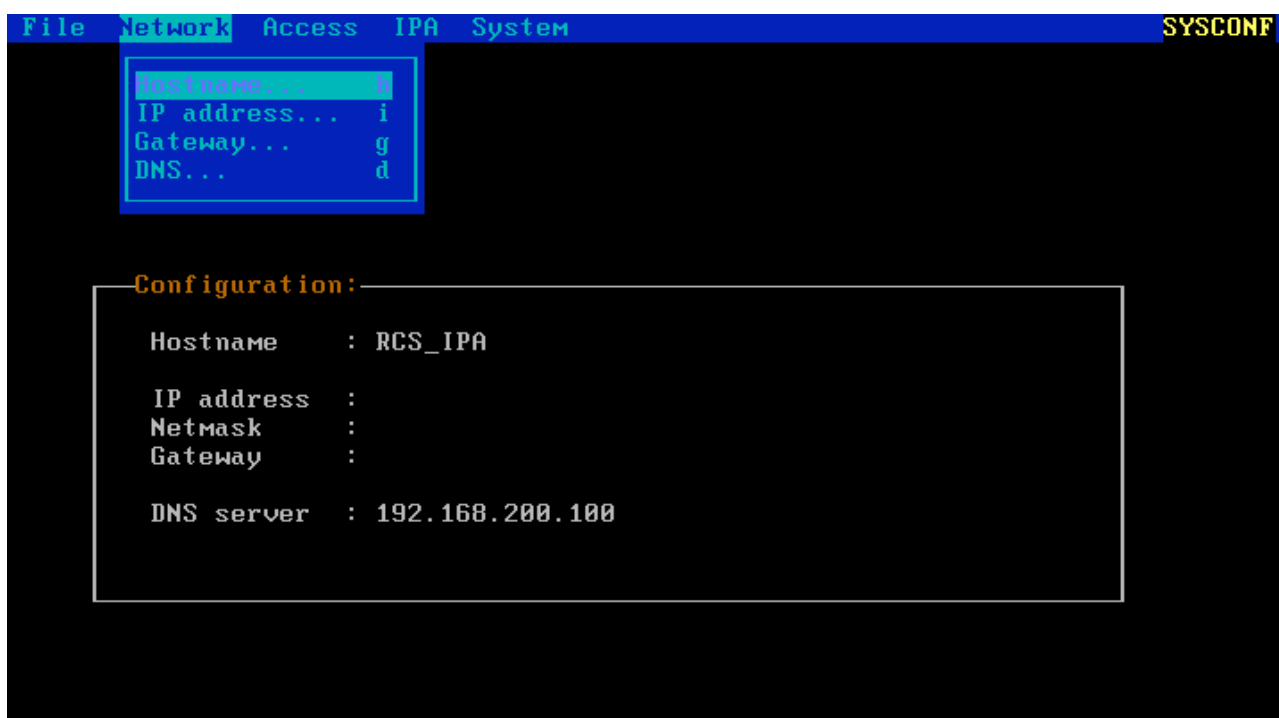 File Network Access IPA System SYSCONF
Hostname... h
IP address... i
Gateway... g
DNS... d
Configuration:
Hostname : RCS_IPA
IP address :
Netmask :
Gateway :
DNS server : 192.168.200.100